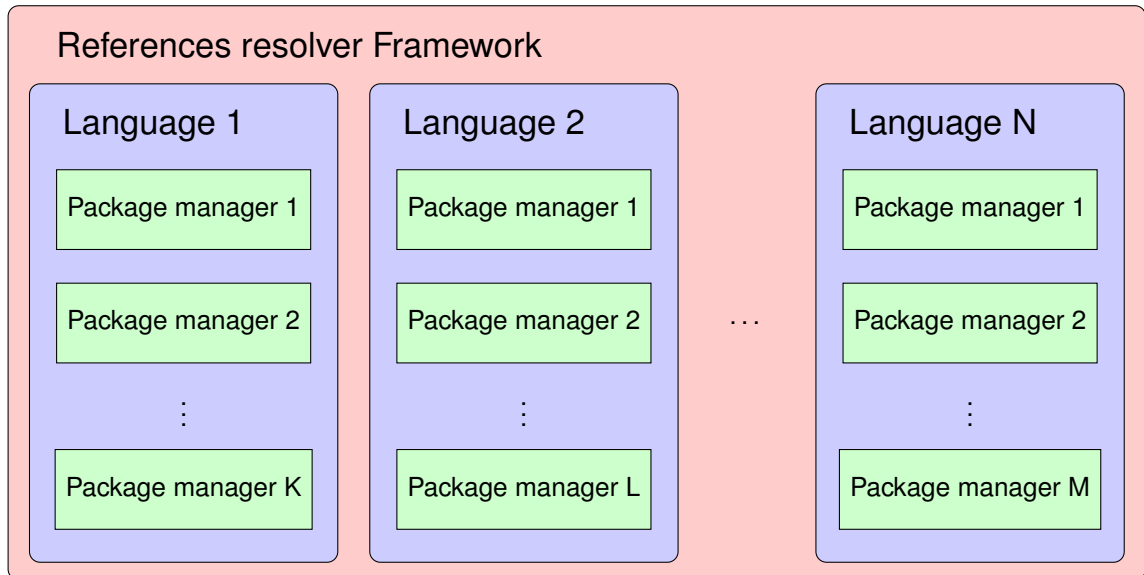 References resolver Framework
Language 1
Package manager 1
Package manager 2
⋮
Package manager K
Language 2
Package manager 1
Package manager 2
⋮
Package manager L
...
Language N
Package manager 1
Package manager 2
⋮
Package manager M